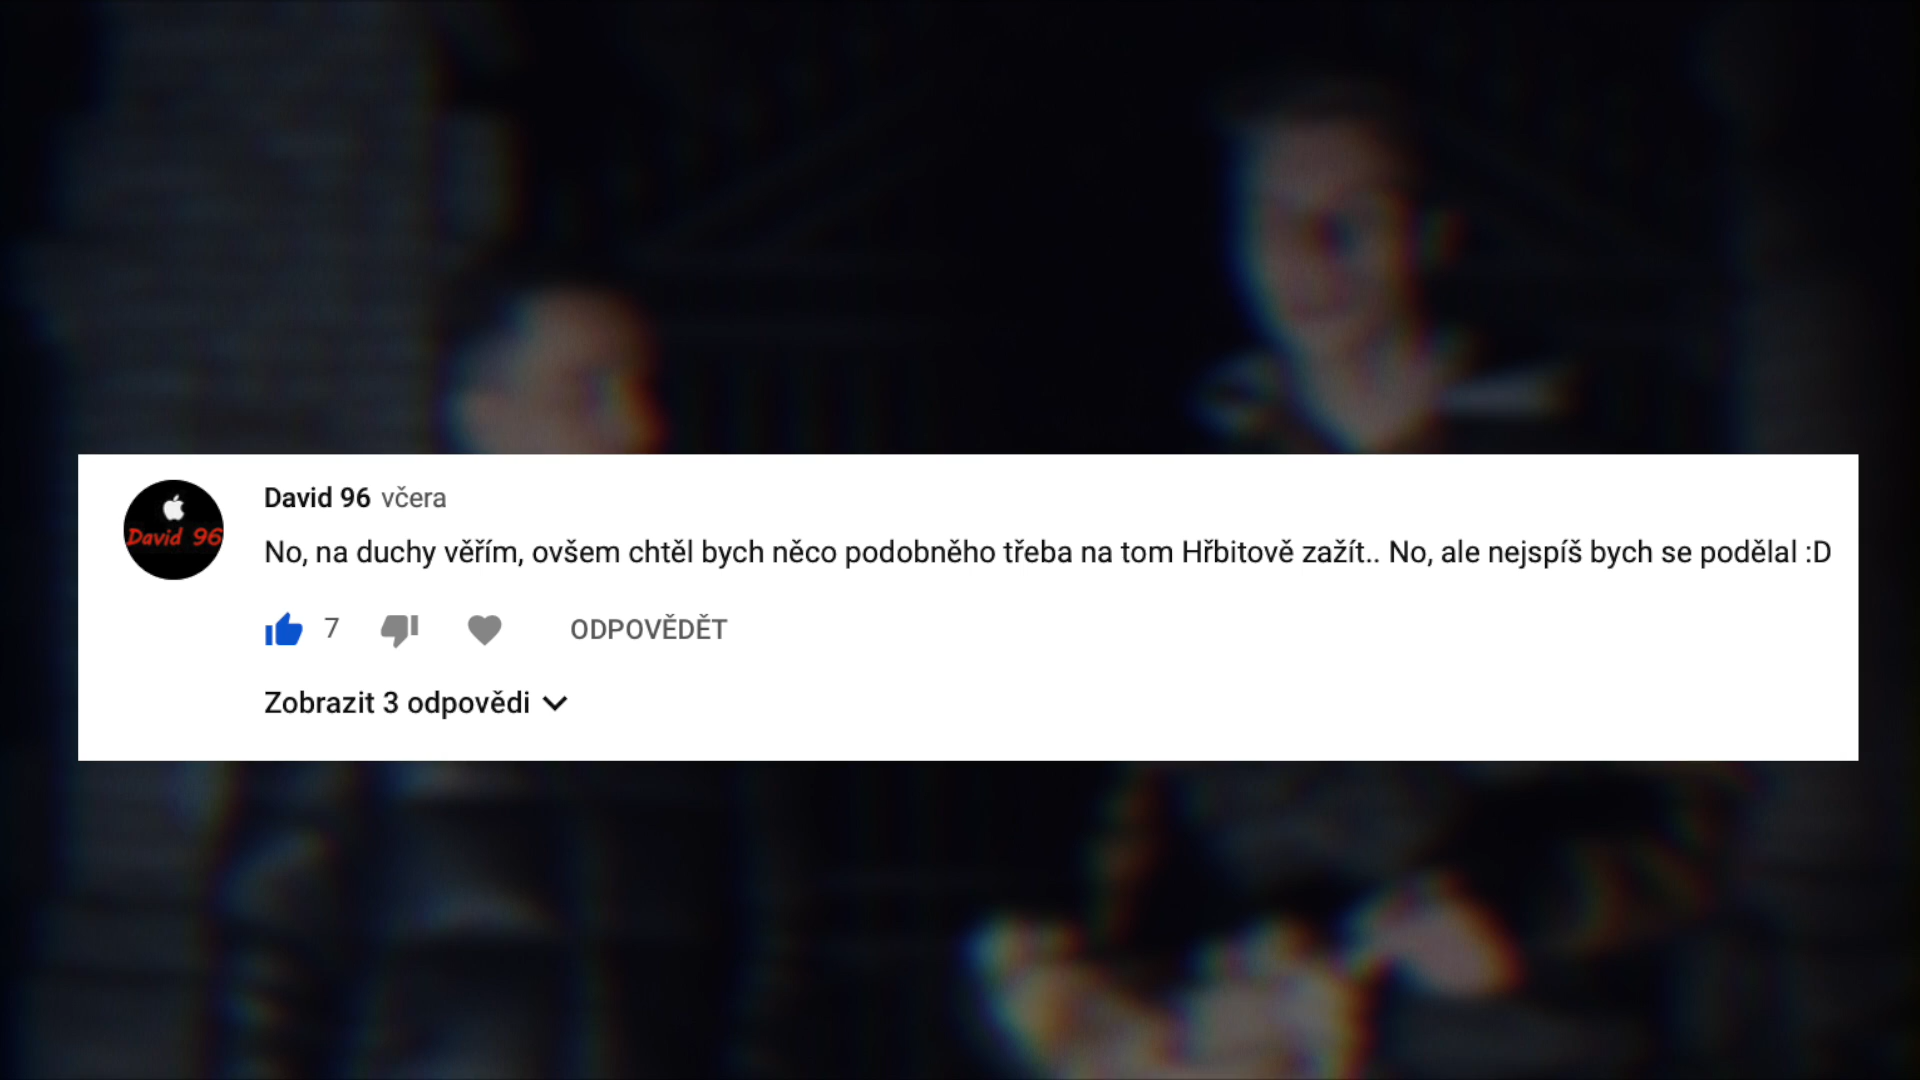 David 96
David 96 včera
No, na duchy věřím, ovšem chtěl bych něco podobného třeba na tom Hřbitově zažít.. No, ale nejspíš bych se podělal :D
7
ODPOVĚDĚT
Zobrazit 3 odpovědi